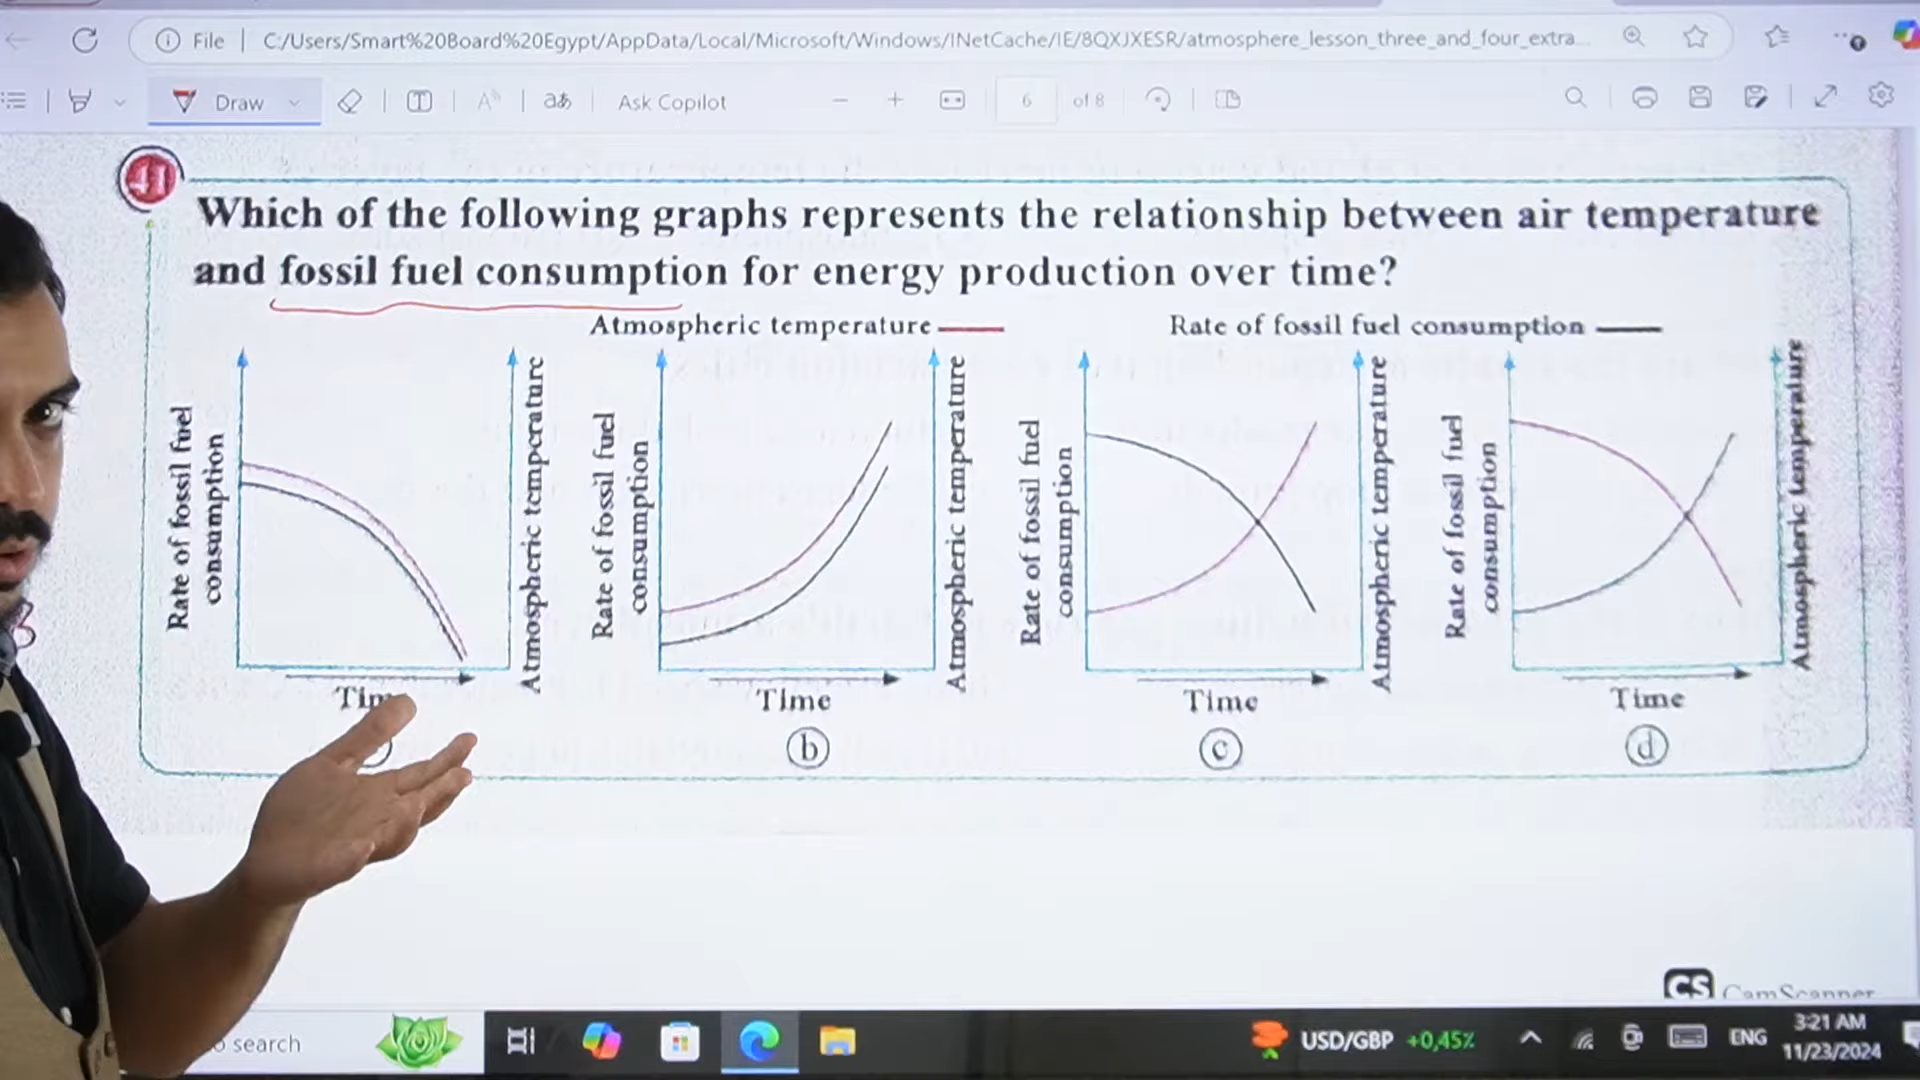 File | C:/Users/Smart%20Board%20Egypt/AppData/Local/Microsoft/Windows/INetCache/IE/8QXJXESR/atmosphere_lesson_three_and_four_extra...
Draw
aあ
Ask Copilot
6 of 8
41
Which of the following graphs represents the relationship between air temperature
and fossil fuel consumption for energy production over time?
Atmospheric temperature
Rate of fossil fuel consumption
Rate of fossil fuel
consumption
Atmospheric temperature
Rate of fossil fuel
consumption
Atmospheric temperature
Rate of fossil fuel
consumption
Atmospheric temperature
Rate of fossil fuel
consumption
Atmospheric temperature
Time
Time
Time
b
c
d
CS CamScanner
search
USD/GBP +0,45%
ENG
3:21 AM
11/23/2024